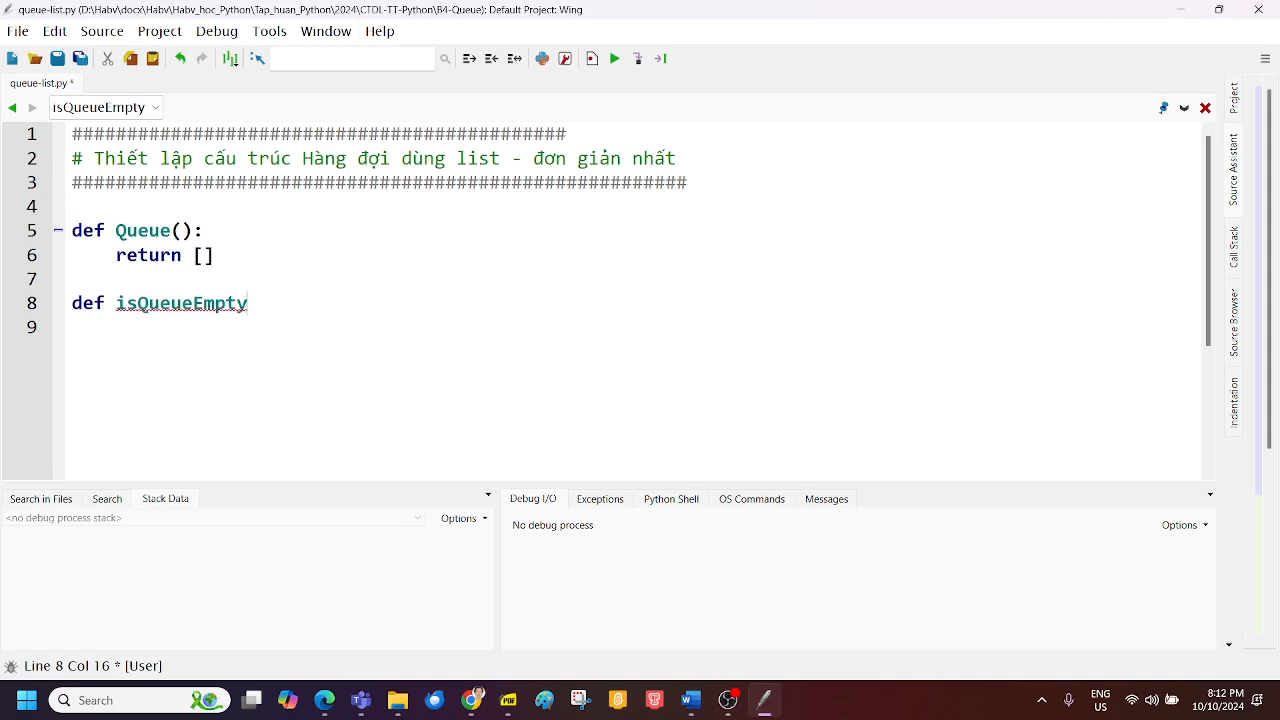 queue-list.py (D:\Habv\docx\Habv\Habv_hoc_Python\Tap_huan_Python\2024\CTDL-TT-Python\B4-Queue): Default Project: Wing
File Edit Source Project Debug Tools Window Help
queue-list.py *
isQueueEmpty
1 #############################################
2 # Thiết lập cấu trúc Hàng đợi dùng list - đơn giản nhất
3 ########################################################
4
5 def Queue():
6 return []
7
8 def isQueueEmpty
9
Project
Source Assistant
Call Stack
Source Browser
Indentation
Search in Files Search Stack Data
<no debug process stack> Options
Debug I/O Exceptions Python Shell OS Commands Messages
No debug process Options
Line 8 Col 16 * [User]
Search
PDF
ENG
US
8:12 PM
10/10/2024